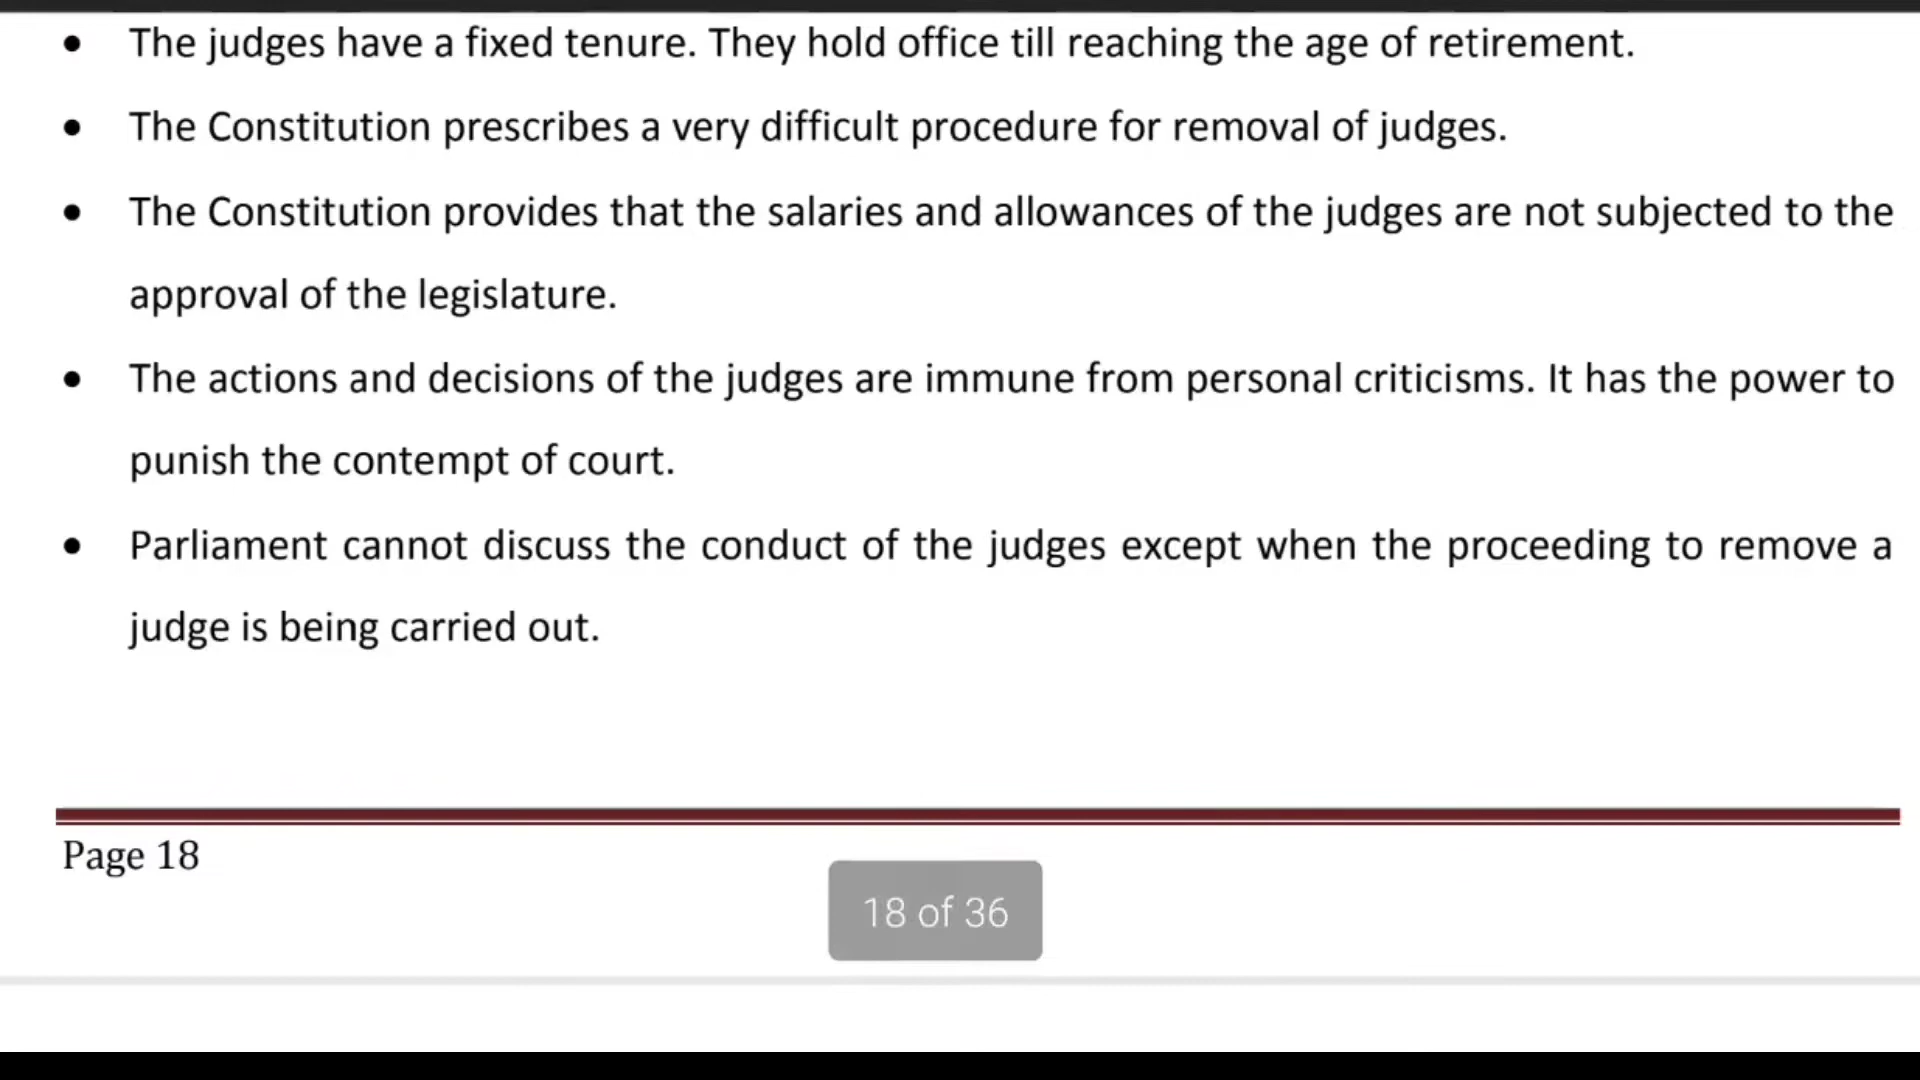 • The judges have a fixed tenure. They hold office till reaching the age of retirement.
• The Constitution prescribes a very difficult procedure for removal of judges.
• The Constitution provides that the salaries and allowances of the judges are not subjected to the
approval of the legislature.
• The actions and decisions of the judges are immune from personal criticisms. It has the power to
punish the contempt of court.
• Parliament cannot discuss the conduct of the judges except when the proceeding to remove a
judge is being carried out.
Page 18
18 of 36